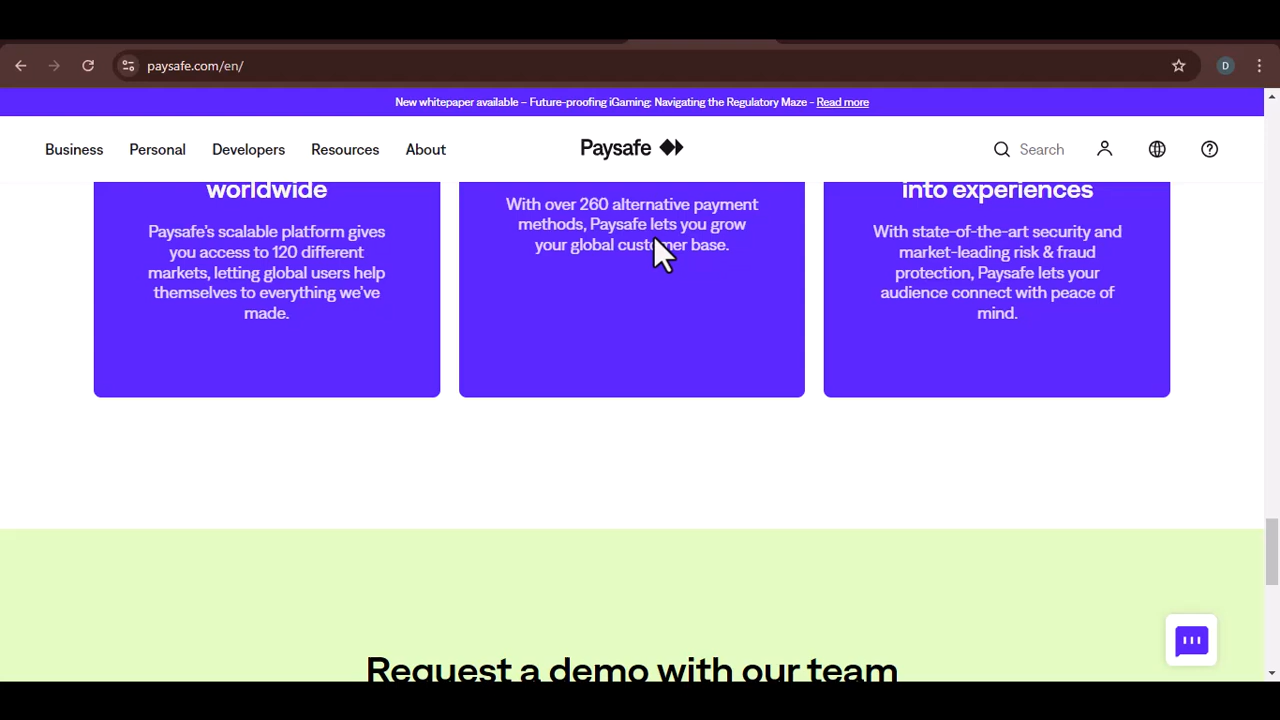 paysafe.com/en/
D
New whitepaper available – Future-proofing iGaming: Navigating the Regulatory Maze - Read more
Business Personal Developers Resources About
Paysafe
Search
worldwide
Paysafe's scalable platform gives
you access to 120 different
markets, letting global users help
themselves to everything we've
made.
With over 260 alternative payment
methods, Paysafe lets you grow
your global customer base.
into experiences
With state-of-the-art security and
market-leading risk & fraud
protection, Paysafe lets your
audience connect with peace of
mind.
Request a demo with our team